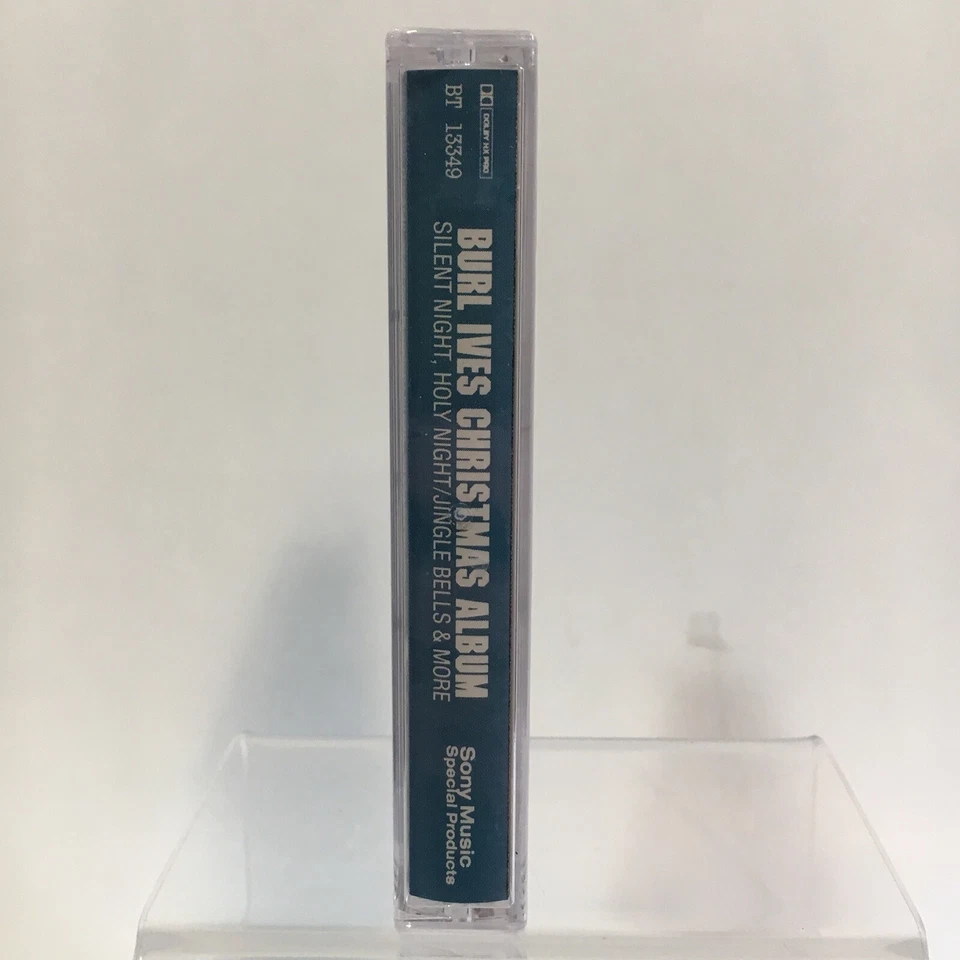 DOLBY HX PRO
BT 13349
BURL IVES CHRISTMAS ALBUM
SILENT NIGHT, HOLY NIGHT/JINGLE BELLS & MORE
Sony Music
Special Products